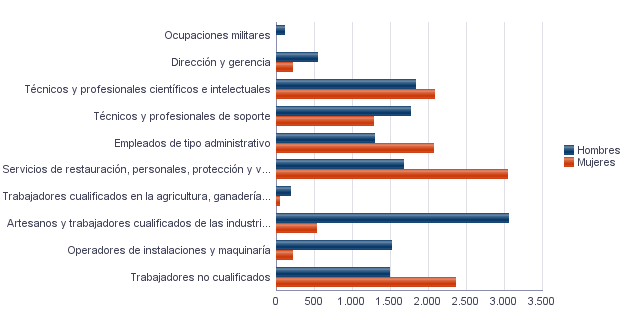 Ocupaciones militares
Dirección y gerencia
Técnicos y profesionales científicos e intelectuales
Técnicos y profesionales de soporte
Empleados de tipo administrativo
Servicios de restauración, personales, protección y v...
Trabajadores cualificados en la agricultura, ganadería...
Artesanos y trabajadores cualificados de las industri...
Operadores de instalaciones y maquinaría
Trabajadores no cualificados
0 500 1.000 1.500 2.000 2.500 3.000 3.500
Hombres
Mujeres